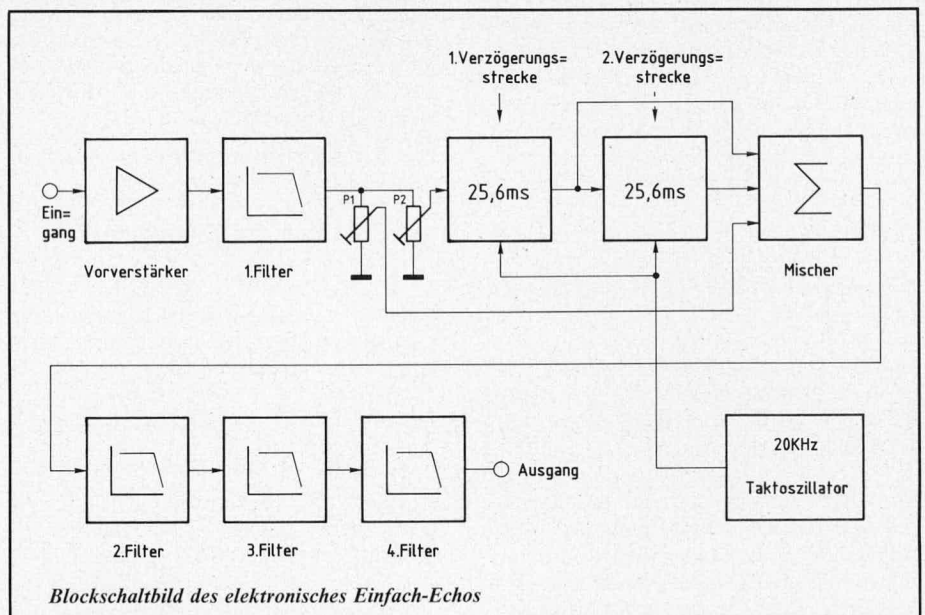 1.Verzögerungs=
strecke
2.Verzögerungs=
strecke
Ein=
gang
P1
P2
25,6ms
25,6ms
Vorverstärker
1.Filter
Mischer
20KHz
Taktoszillator
Ausgang
2.Filter
3.Filter
4.Filter
Blockschaltbild des elektronisches Einfach-Echos